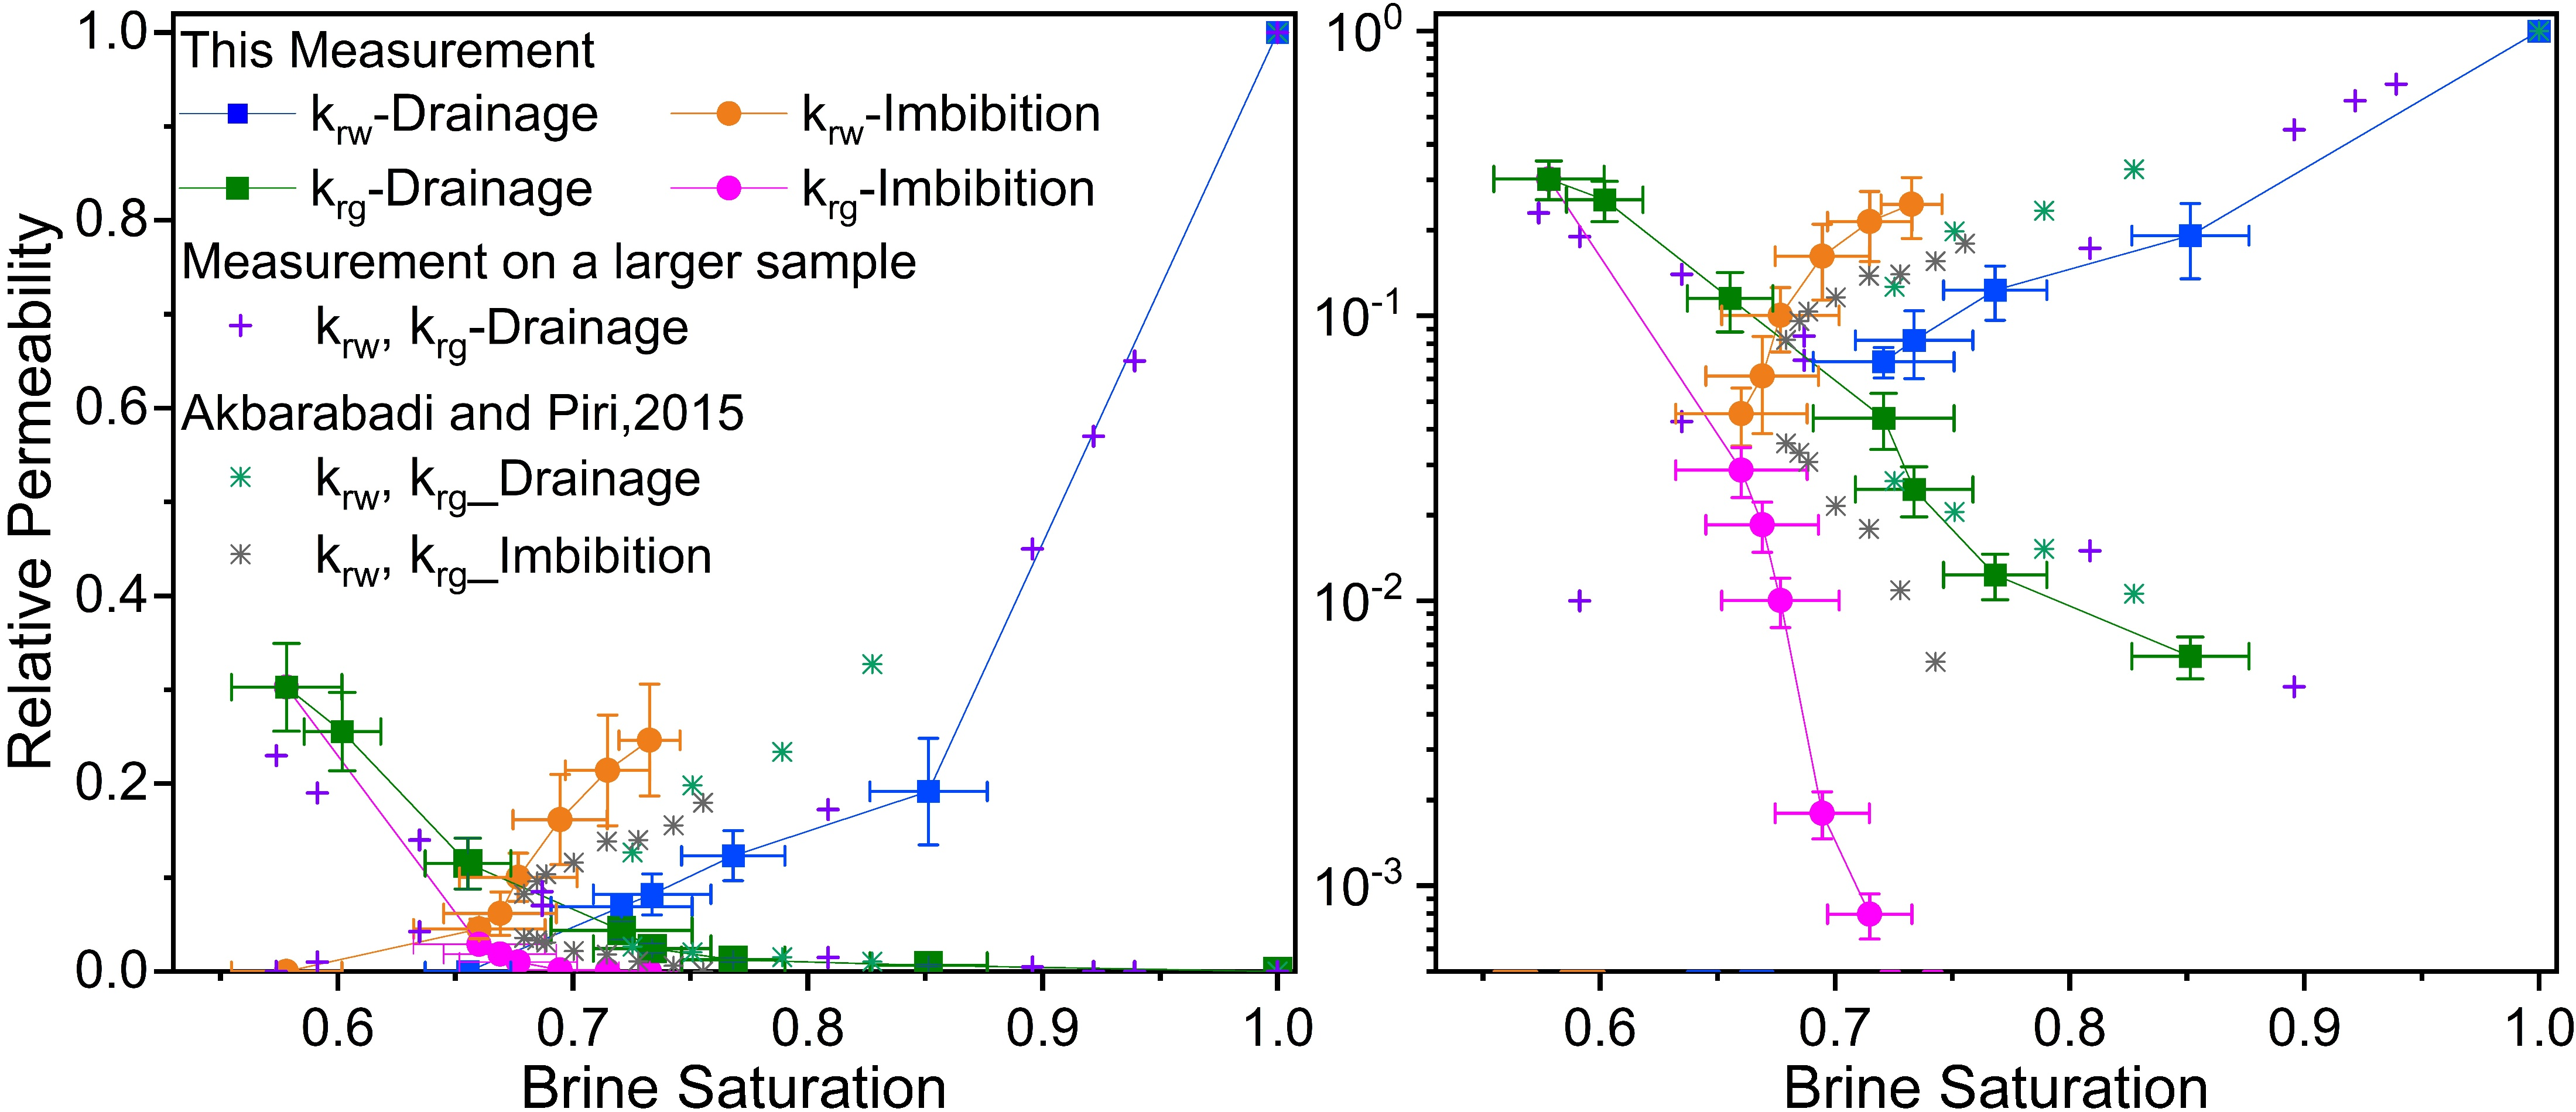 Relative Permeability
1.0
0.8
0.6
0.4
0.2
0.0
This Measurement
krw-Drainage krw-Imbibition
krg-Drainage krg-Imbibition
Measurement on a larger sample
krw, krg-Drainage
Akbarabadi and Piri,2015
krw, krg_Drainage
krw, krg_Imbibition
0.6 0.7 0.8 0.9 1.0
Brine Saturation
10⁰
10⁻¹
10⁻²
10⁻³
0.6 0.7 0.8 0.9 1.0
Brine Saturation